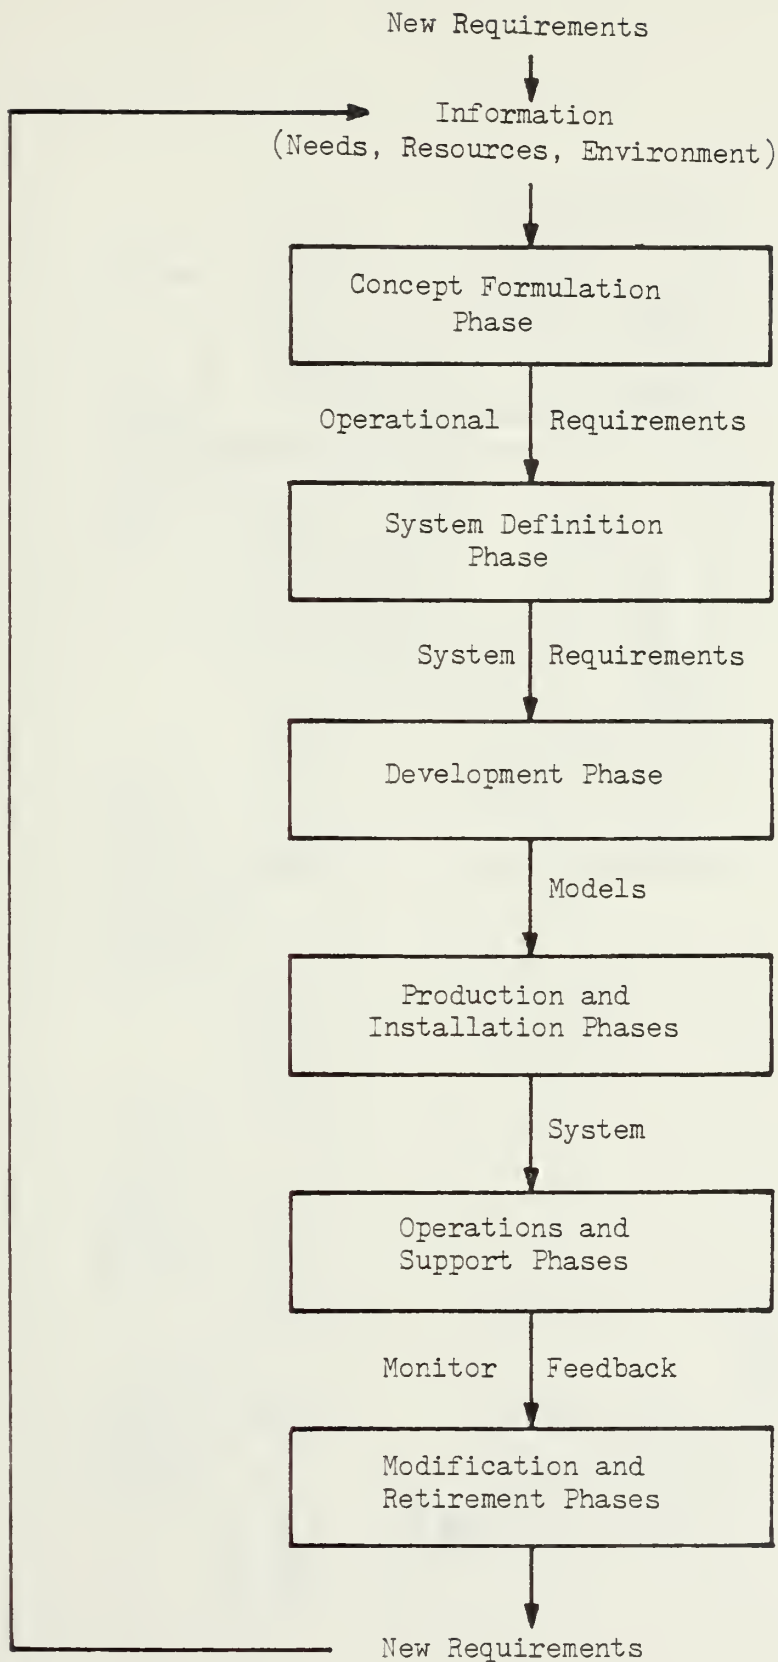 New Requirements
Information
(Needs, Resources, Environment)
Concept Formulation
Phase
Operational Requirements
System Definition
Phase
System Requirements
Development Phase
Models
Production and
Installation Phases
System
Operations and
Support Phases
Monitor Feedback
Modification and
Retirement Phases
New Requirements